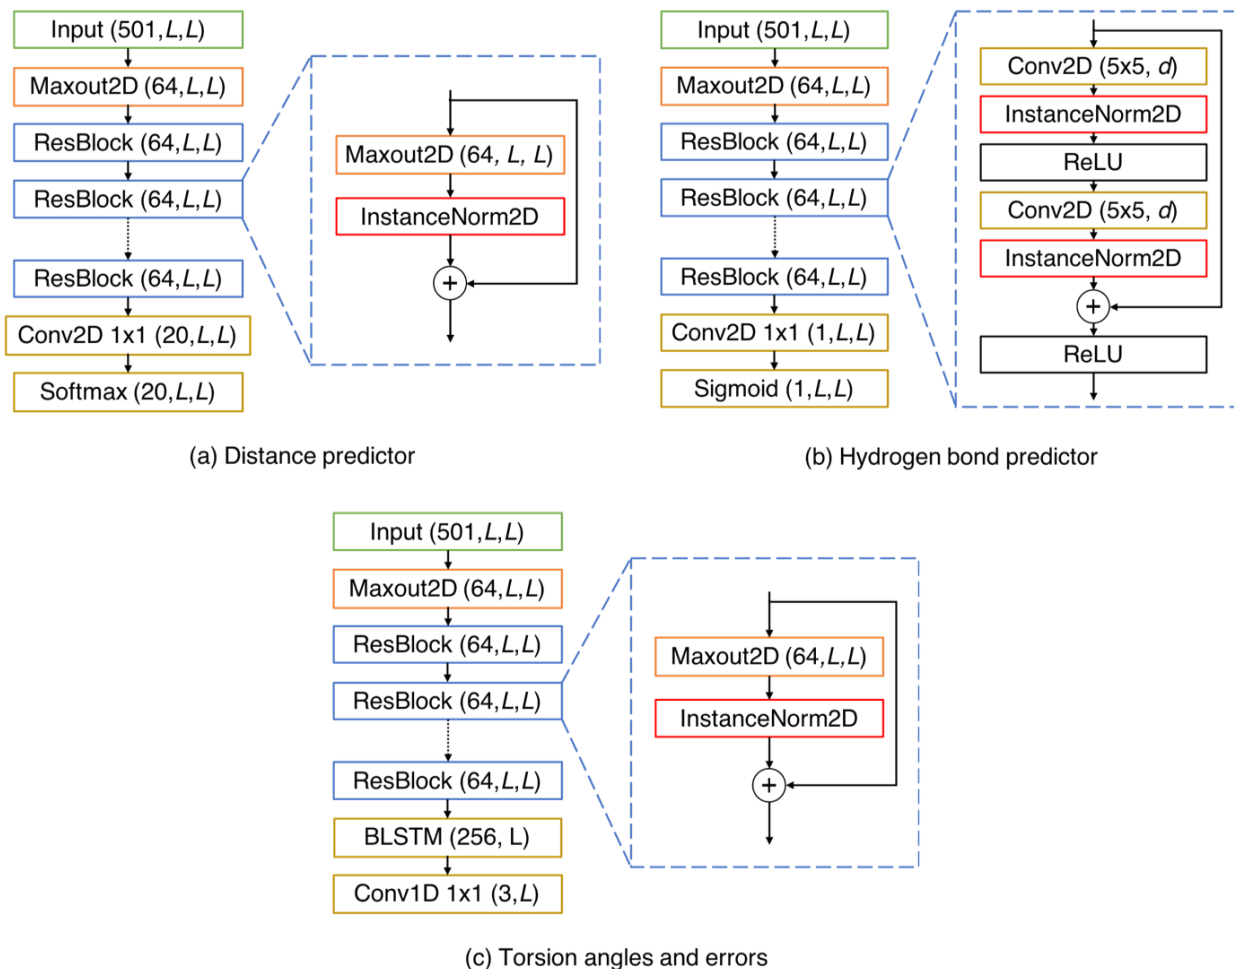 Input (501,L,L)
Maxout2D (64,L,L)
ResBlock (64,L,L)
ResBlock (64,L,L)
ResBlock (64,L,L)
Conv2D 1x1 (20,L,L)
Softmax (20,L,L)
Maxout2D (64, L, L)
InstanceNorm2D
+
(a) Distance predictor
Input (501,L,L)
Maxout2D (64,L,L)
ResBlock (64,L,L)
ResBlock (64,L,L)
ResBlock (64,L,L)
Conv2D 1x1 (1,L,L)
Sigmoid (1,L,L)
Conv2D (5x5, d)
InstanceNorm2D
ReLU
Conv2D (5x5, d)
InstanceNorm2D
+
ReLU
(b) Hydrogen bond predictor
Input (501,L,L)
Maxout2D (64,L,L)
ResBlock (64,L,L)
ResBlock (64,L,L)
ResBlock (64,L,L)
BLSTM (256, L)
Conv1D 1x1 (3,L)
Maxout2D (64,L,L)
InstanceNorm2D
+
(c) Torsion angles and errors